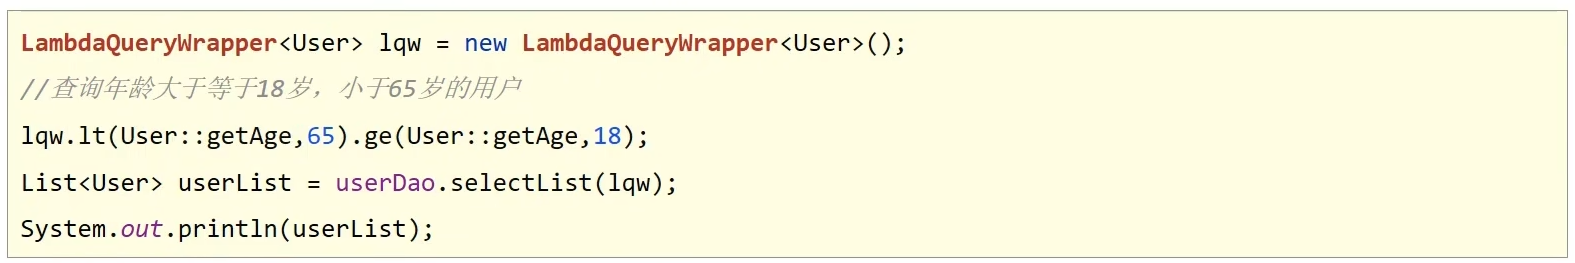 LambdaQueryWrapper<User> lqw = new LambdaQueryWrapper<User>();
//查询年龄大于等于18岁，小于65岁的用户
lqw.lt(User::getAge,65).ge(User::getAge,18);
List<User> userList = userDao.selectList(lqw);
System.out.println(userList);